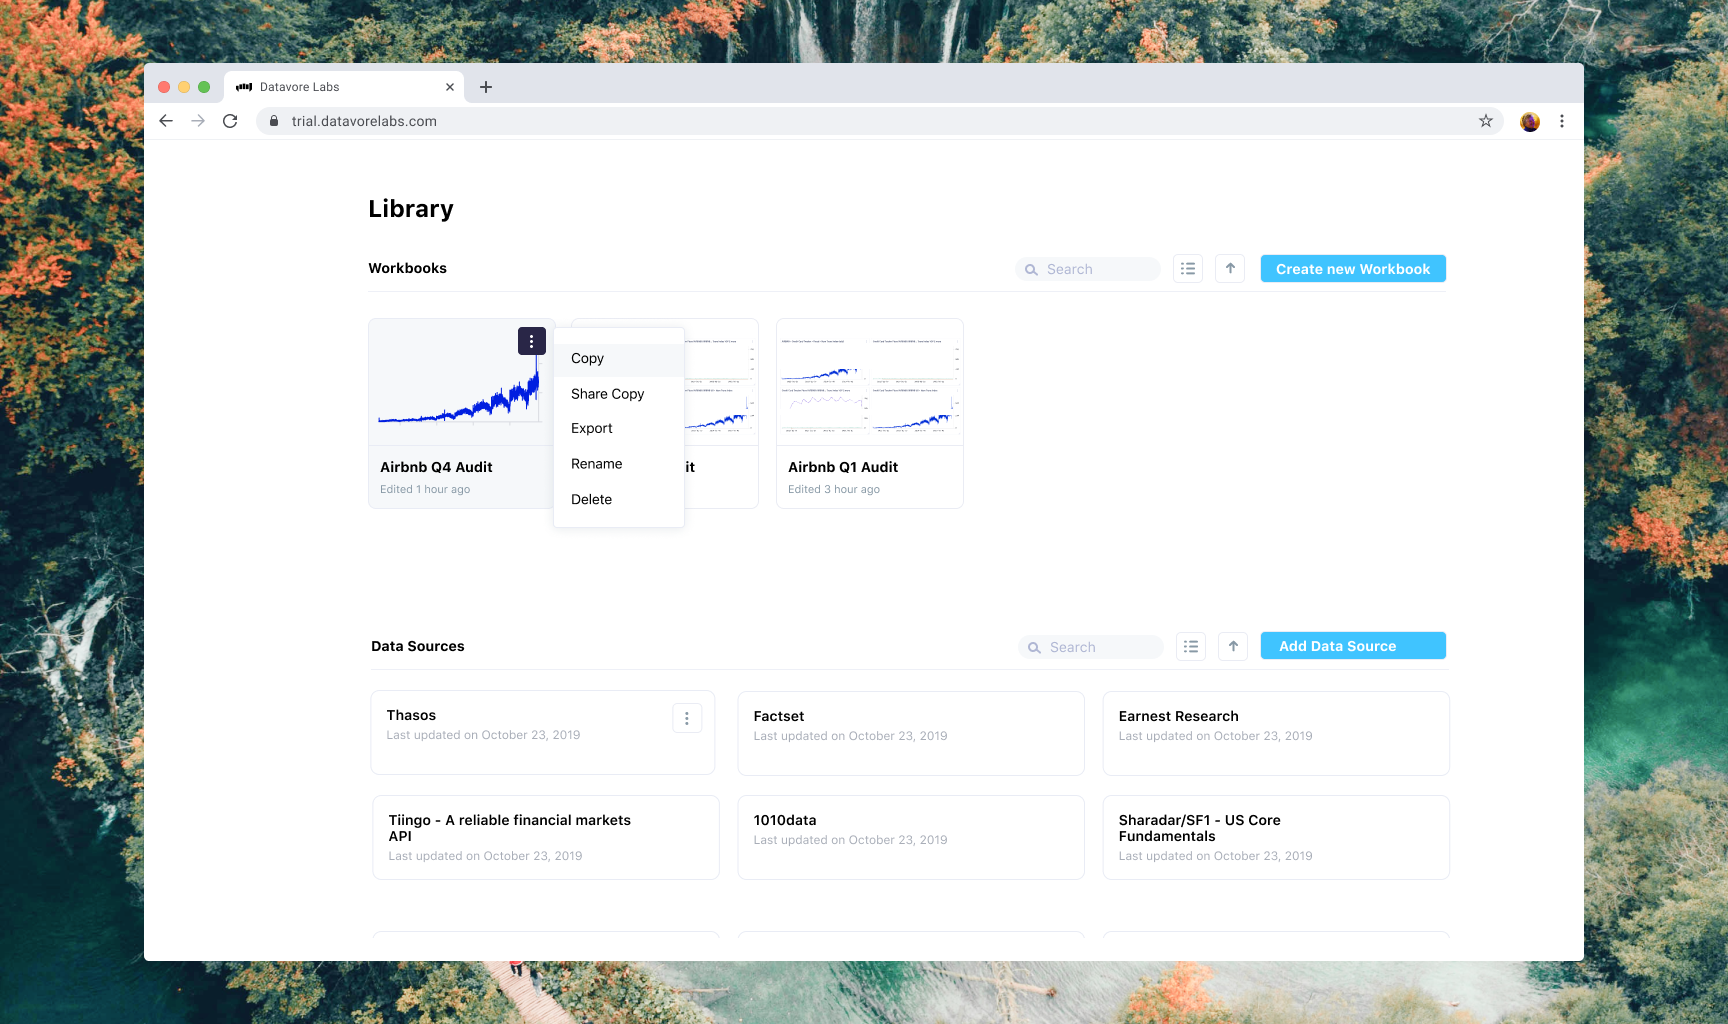 Datavore Labs
trial.datavorelabs.com
Library
Workbooks
Search
Create new Workbook
Copy
Share Copy
Export
Rename
Delete
Airbnb Q4 Audit
Edited 1 hour ago
it
Airbnb Q1 Audit
Edited 3 hour ago
Data Sources
Search
Add Data Source
Thasos
Last updated on October 23, 2019
Factset
Last updated on October 23, 2019
Earnest Research
Last updated on October 23, 2019
Tiingo - A reliable financial markets
API
Last updated on October 23, 2019
1010data
Last updated on October 23, 2019
Sharadar/SF1 - US Core
Fundamentals
Last updated on October 23, 2019